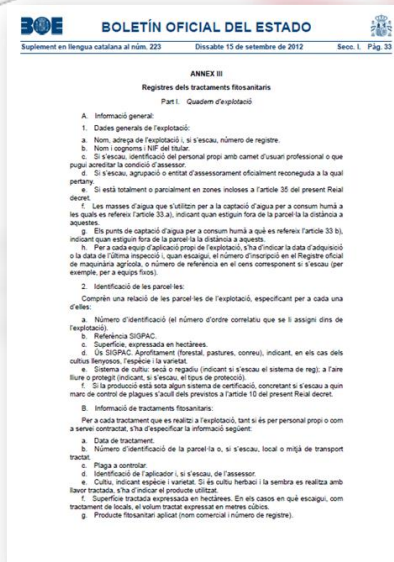 BOE
BOLETÍN OFICIAL DEL ESTADO
Suplement en llengua catalana al núm. 223 Dissabte 15 de setembre de 2012 Secc. I. Pàg. 33
ANNEX III
Registres dels tractaments fitosanitaris
Part I. Quadern d'explotació
A. Informació general:
1. Dades generals de l'explotació:
a. Nom, adreça de l'explotació i, si s'escau, número de registre.
b. Nom i cognoms i NIF del titular.
c. Si s'escau, identificació del personal propi amb carnet d'usuari professional o que
pugui acreditar la condició d'assessor.
d. Si s'escau, agrupació o entitat d'assessorament oficialment reconeguda a la qual
pertany.
e. Si està totalment o parcialment en zones incloses a l'article 35 del present Reial
decret.
f. Les masses d'aigua que s'utilitzin per a la captació d'aigua per a consum humà a
les quals es refereix l'article 33.a), indicant quan estiguin fora de la parcel·la la distància a
aquestes.
g. Els punts de captació d'aigua per a consum humà a què es refereix l'article 33 b),
indicant quan estiguin fora de la parcel·la la distància a aquests.
h. Per a cada equip d'aplicació propi de l'explotació, s'ha d'indicar la data d'adquisició
o la data de l'última inspecció i, quan escaigui, el número d'inscripció en el Registre oficial
de maquinària agrícola, o número de referència en el cens corresponent si s'escau (per
exemple, per a equips fixos).
2. Identificació de les parcel·les:
Comprèn una relació de les parcel·les de l'explotació, especificant per a cada una
d'elles:
a. Número d'identificació (el número d'ordre correlatiu que se li assigni dins de
l'explotació).
b. Referència SIGPAC.
c. Superfície, expressada en hectàrees.
d. Ús SIGPAC. Aprofitament (forestal, pastures, conreu), indicant, en els cas dels
cultius llenyosos, l'espècie i la varietat.
e. Sistema de cultiu: secà o regadiu (indicant si s'escau el sistema de reg); a l'aire
lliure o protegit (indicant, si s'escau, el tipus de protecció).
f. Si la producció està sota algun sistema de certificació, concretant si s'escau a quin
marc de control de plagues s'acull dels previstos a l'article 10 del present Reial decret.
B. Informació de tractaments fitosanitaris:
Per a cada tractament que es realitzi a l'explotació, tant si és per personal propi o com
a servei contractat, s'ha d'especificar la informació següent:
a. Data de tractament.
b. Número d'identificació de la parcel·la o, si s'escau, local o mitjà de transport
tractat.
c. Plaga a controlar.
d. Identificació de l'aplicador i, si s'escau, de l'assessor.
e. Cultiu, indicant espècie i varietat. Si és cultiu herbaci i la sembra es realitza amb
llavor tractada, s'ha d'indicar el producte utilitzat.
f. Superfície tractada expressada en hectàrees. En els casos en què escaigui, com
tractament de locals, el volum tractat expressat en metres cúbics.
g. Producte fitosanitari aplicat (nom comercial i número de registre).